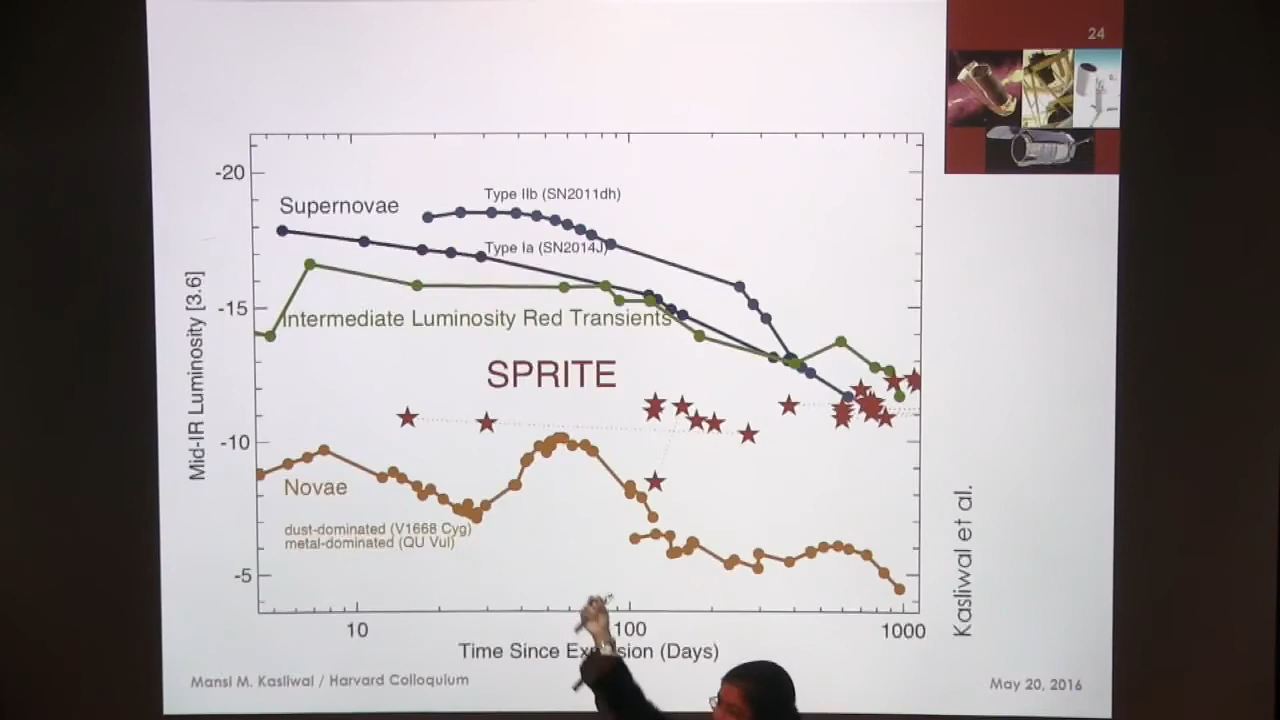 24
-20
-15
-10
-5
Mid-IR Luminosity [3.6]
Supernovae
Type IIb (SN2011dh)
Type Ia (SN2014J)
Intermediate Luminosity Red Transients
SPRITE
Novae
dust-dominated (V1668 Cyg)
metal-dominated (QU Vul)
10
100
1000
Time Since (Days)
Kasliwal et al.
Mansi M. Kasliwal / Harvard Colloquium
May 20, 2016